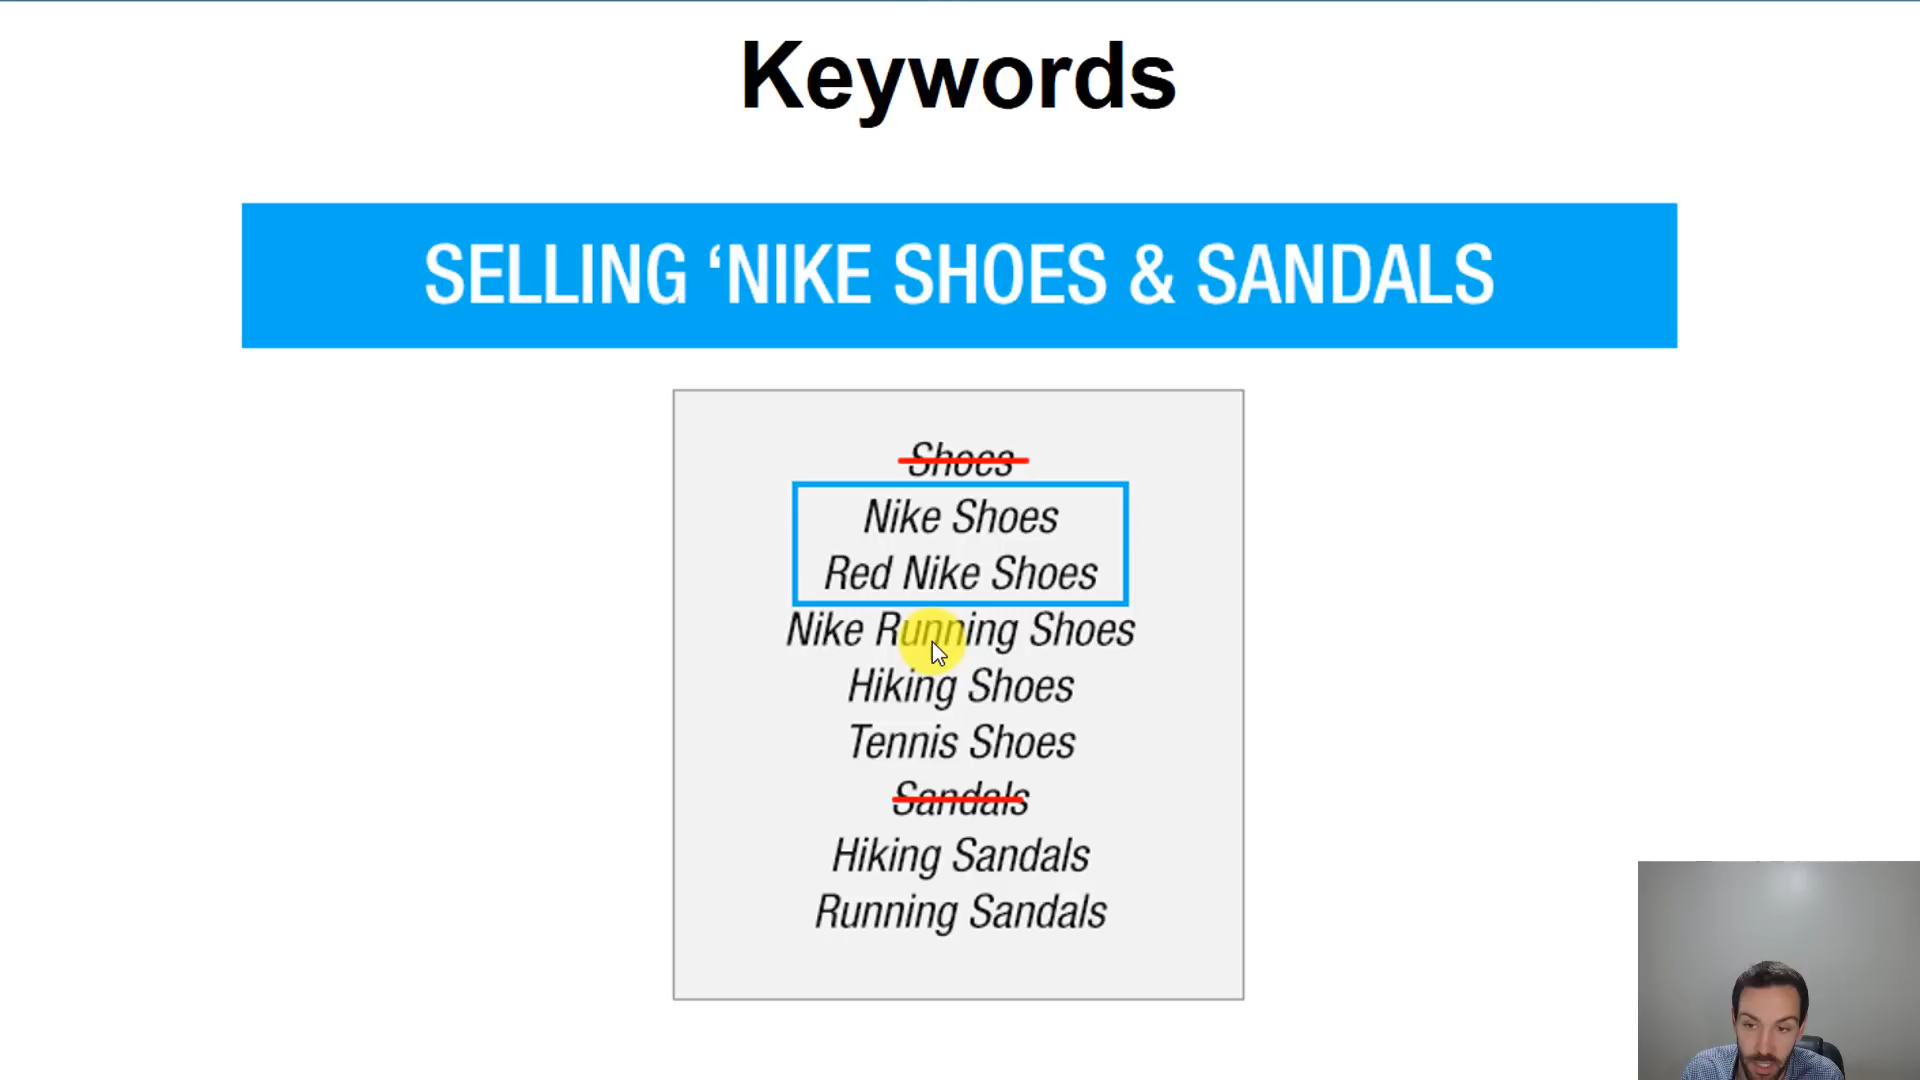 Keywords
SELLING ‘NIKE SHOES & SANDALS
Shoes
Nike Shoes
Red Nike Shoes
Nike Running Shoes
Hiking Shoes
Tennis Shoes
Sandals
Hiking Sandals
Running Sandals